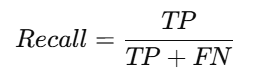 Recall = TP / TP + FN